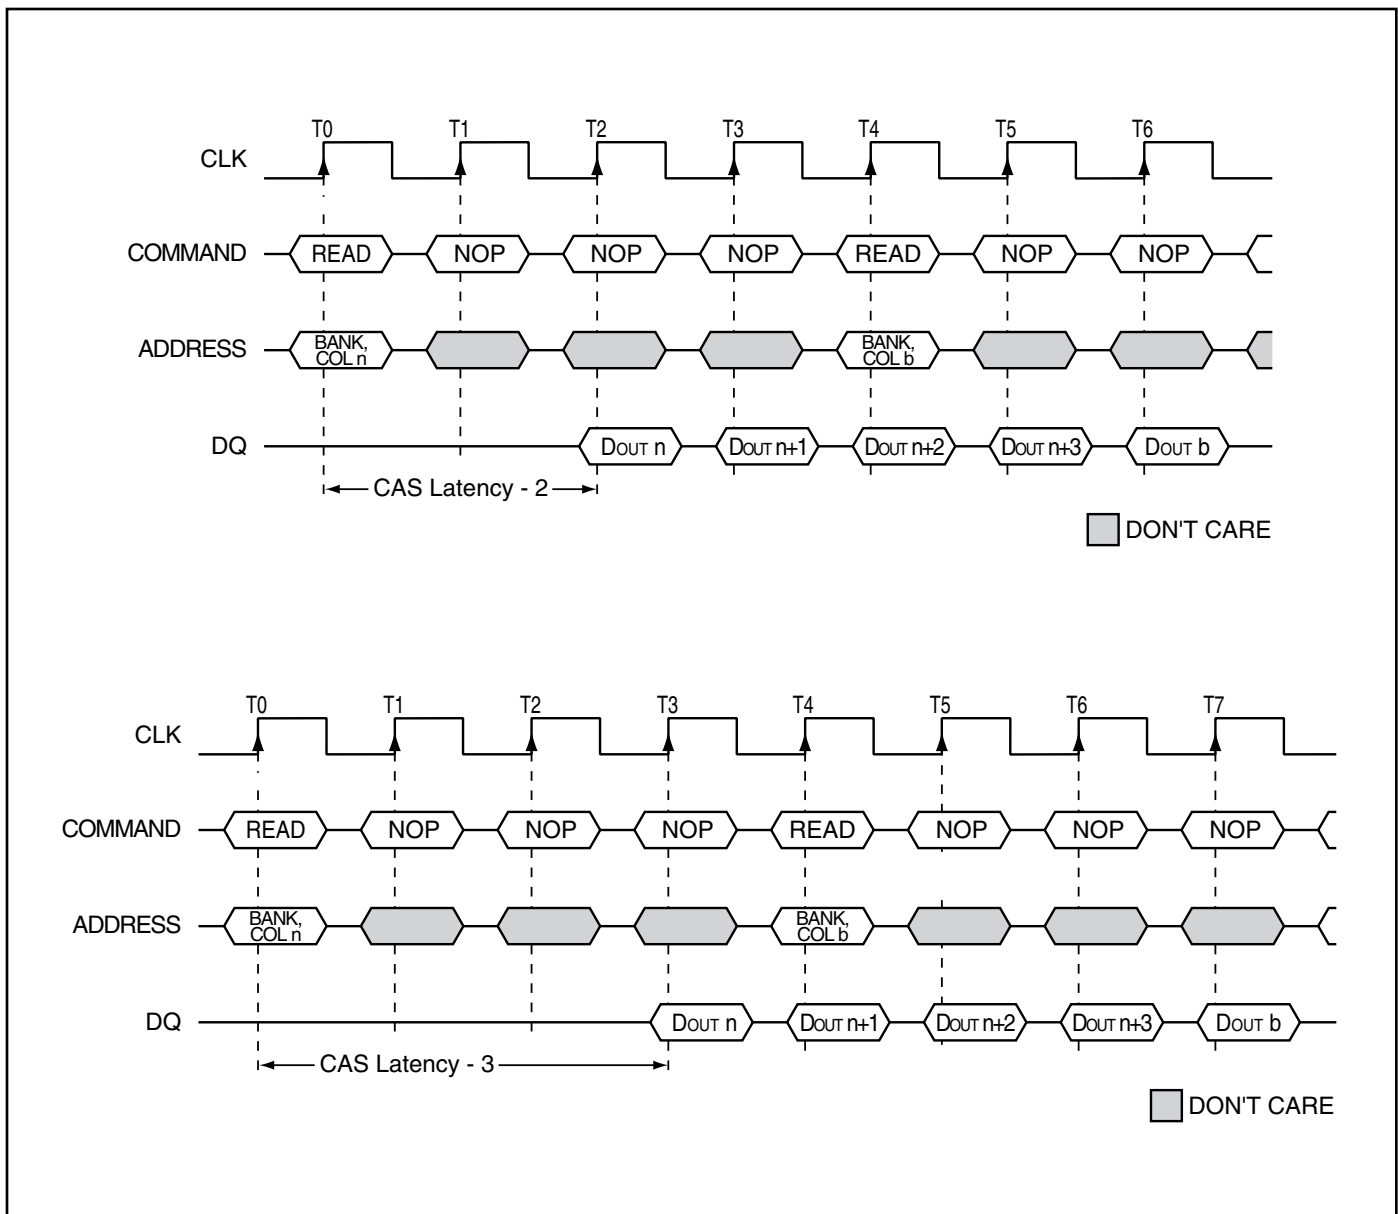 T0 T1 T2 T3 T4 T5 T6
CLK
COMMAND READ NOP NOP NOP READ NOP NOP
ADDRESS BANK, COL n BANK, COL b
DQ DOUT n DOUT n+1 DOUT n+2 DOUT n+3 DOUT b
CAS Latency - 2
DON'T CARE
T0 T1 T2 T3 T4 T5 T6 T7
CLK
COMMAND READ NOP NOP NOP READ NOP NOP NOP
ADDRESS BANK, COL n BANK, COL b
DQ DOUT n DOUT n+1 DOUT n+2 DOUT n+3 DOUT b
CAS Latency - 3
DON'T CARE